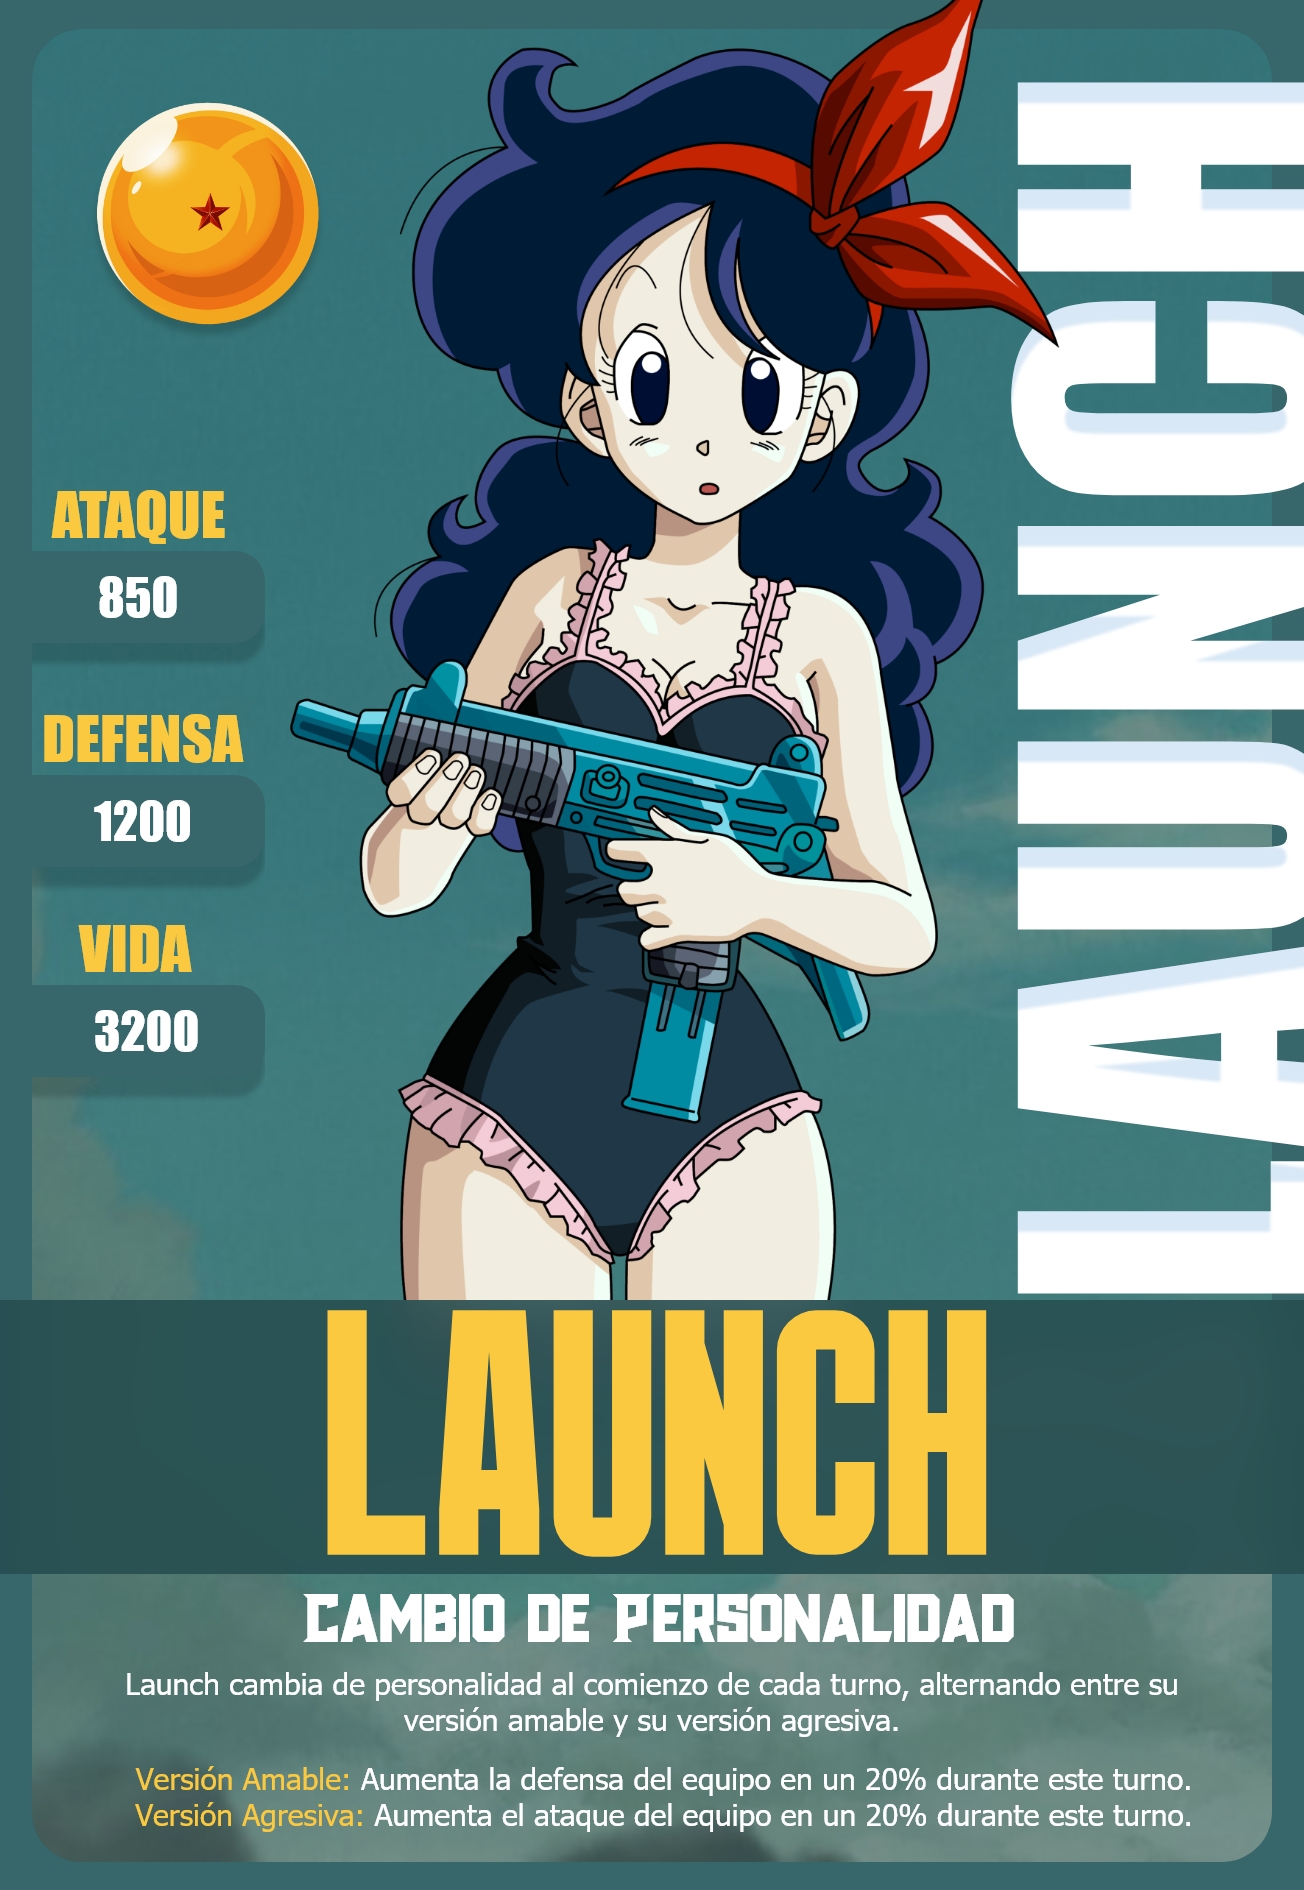 LAUNCH
ATAQUE
850
DEFENSA
1200
VIDA
3200
LAUNCH
CAMBIO DE PERSONALIDAD
Launch cambia de personalidad al comienzo de cada turno, alternando entre su
versión amable y su versión agresiva.
Versión Amable: Aumenta la defensa del equipo en un 20% durante este turno.
Versión Agresiva: Aumenta el ataque del equipo en un 20% durante este turno.